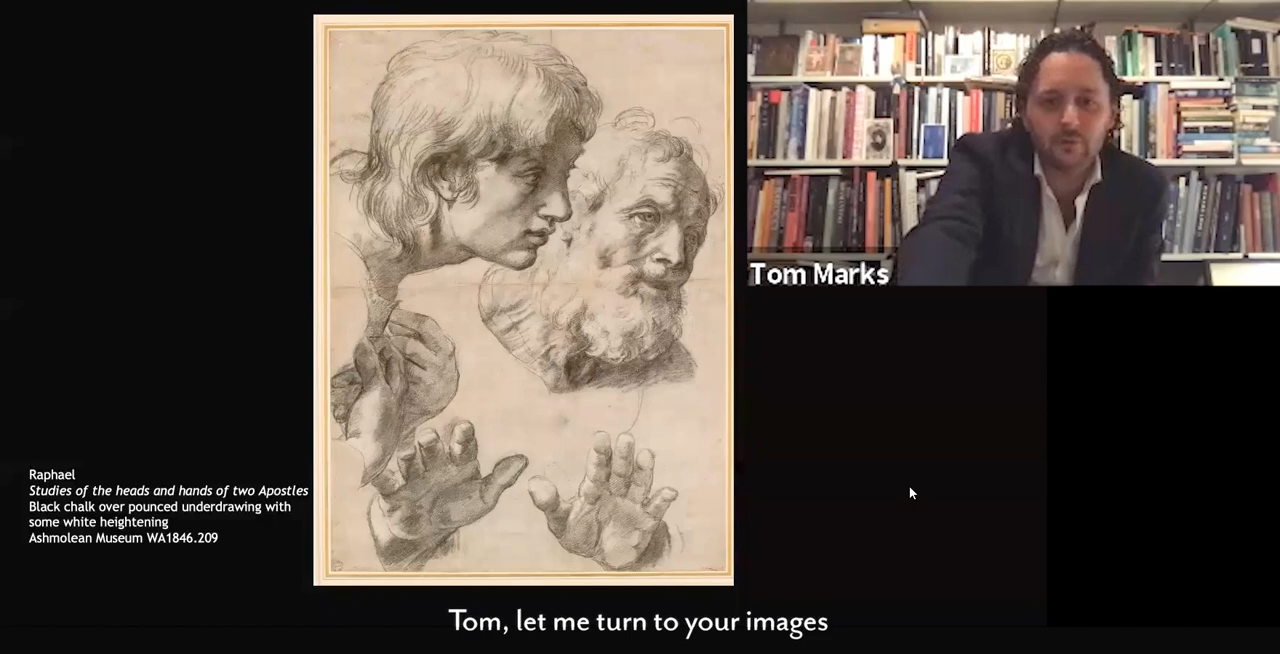 Raphael
Studies of the heads and hands of two Apostles
Black chalk over pounced underdrawing with
some white heightening
Ashmolean Museum WA1846.209
Tom Marks
Tom, let me turn to your images